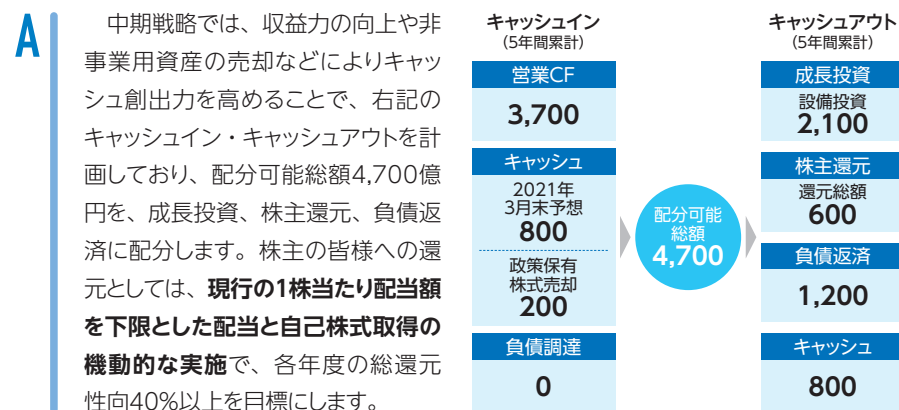 A
中期戦略では、収益力の向上や非
事業用資産の売却などによりキャッ
シュ創出力を高めることで、右記の
キャッシュイン・キャッシュアウトを計
画しており、配分可能総額4,700億
円を、成長投資、株主還元、負債返
済に配分します。株主の皆様への還
元としては、現行の1株当たり配当額
を下限とした配当と自己株式取得の
機動的な実施で、各年度の総還元
性向40%以上を目標にします。
キャッシュイン
(5年間累計)
営業CF
3,700
キャッシュ
2021年
3月末予想
800
政策保有
株式売却
200
負債調達
0
配分可能
総額
4,700
キャッシュアウト
(5年間累計)
成長投資
設備投資
2,100
株主還元
還元総額
600
負債返済
1,200
キャッシュ
800